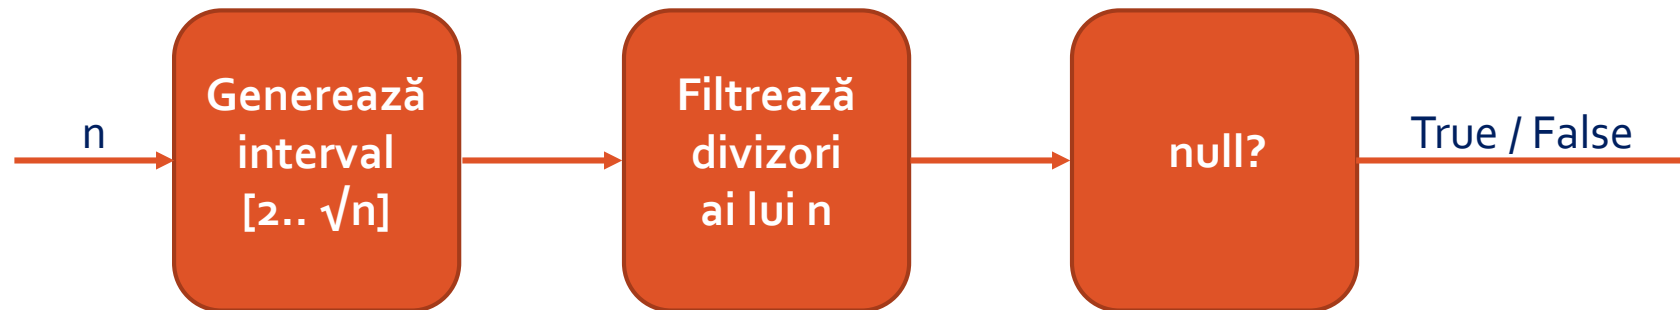 n
Generează
interval
[2.. √n]
Filtrează
divizori
ai lui n
null?
True / False